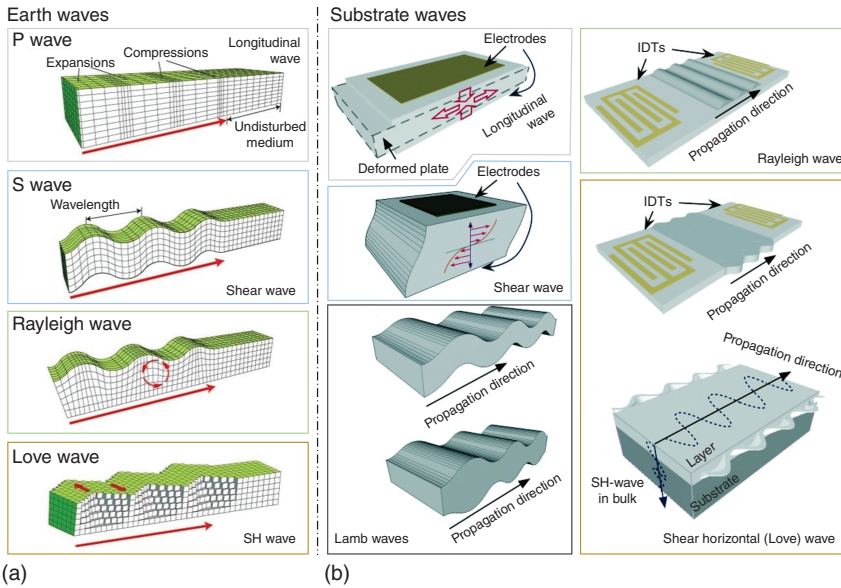 Earth waves
P wave
Longitudinal
wave
Expansions
Compressions
Undisturbed
medium
S wave
Wavelength
Shear wave
Rayleigh wave
Love wave
SH wave
(a)
Substrate waves
Electrodes
Longitudinal
wave
Deformed plate
Electrodes
Shear wave
Propagation direction
Propagation direction
Lamb waves
IDTs
Propagation direction
Rayleigh wave
IDTs
Propagation direction
Propagation direction
Layer
SH-wave
in bulk
Substrate
Shear horizontal (Love) wave
(b)